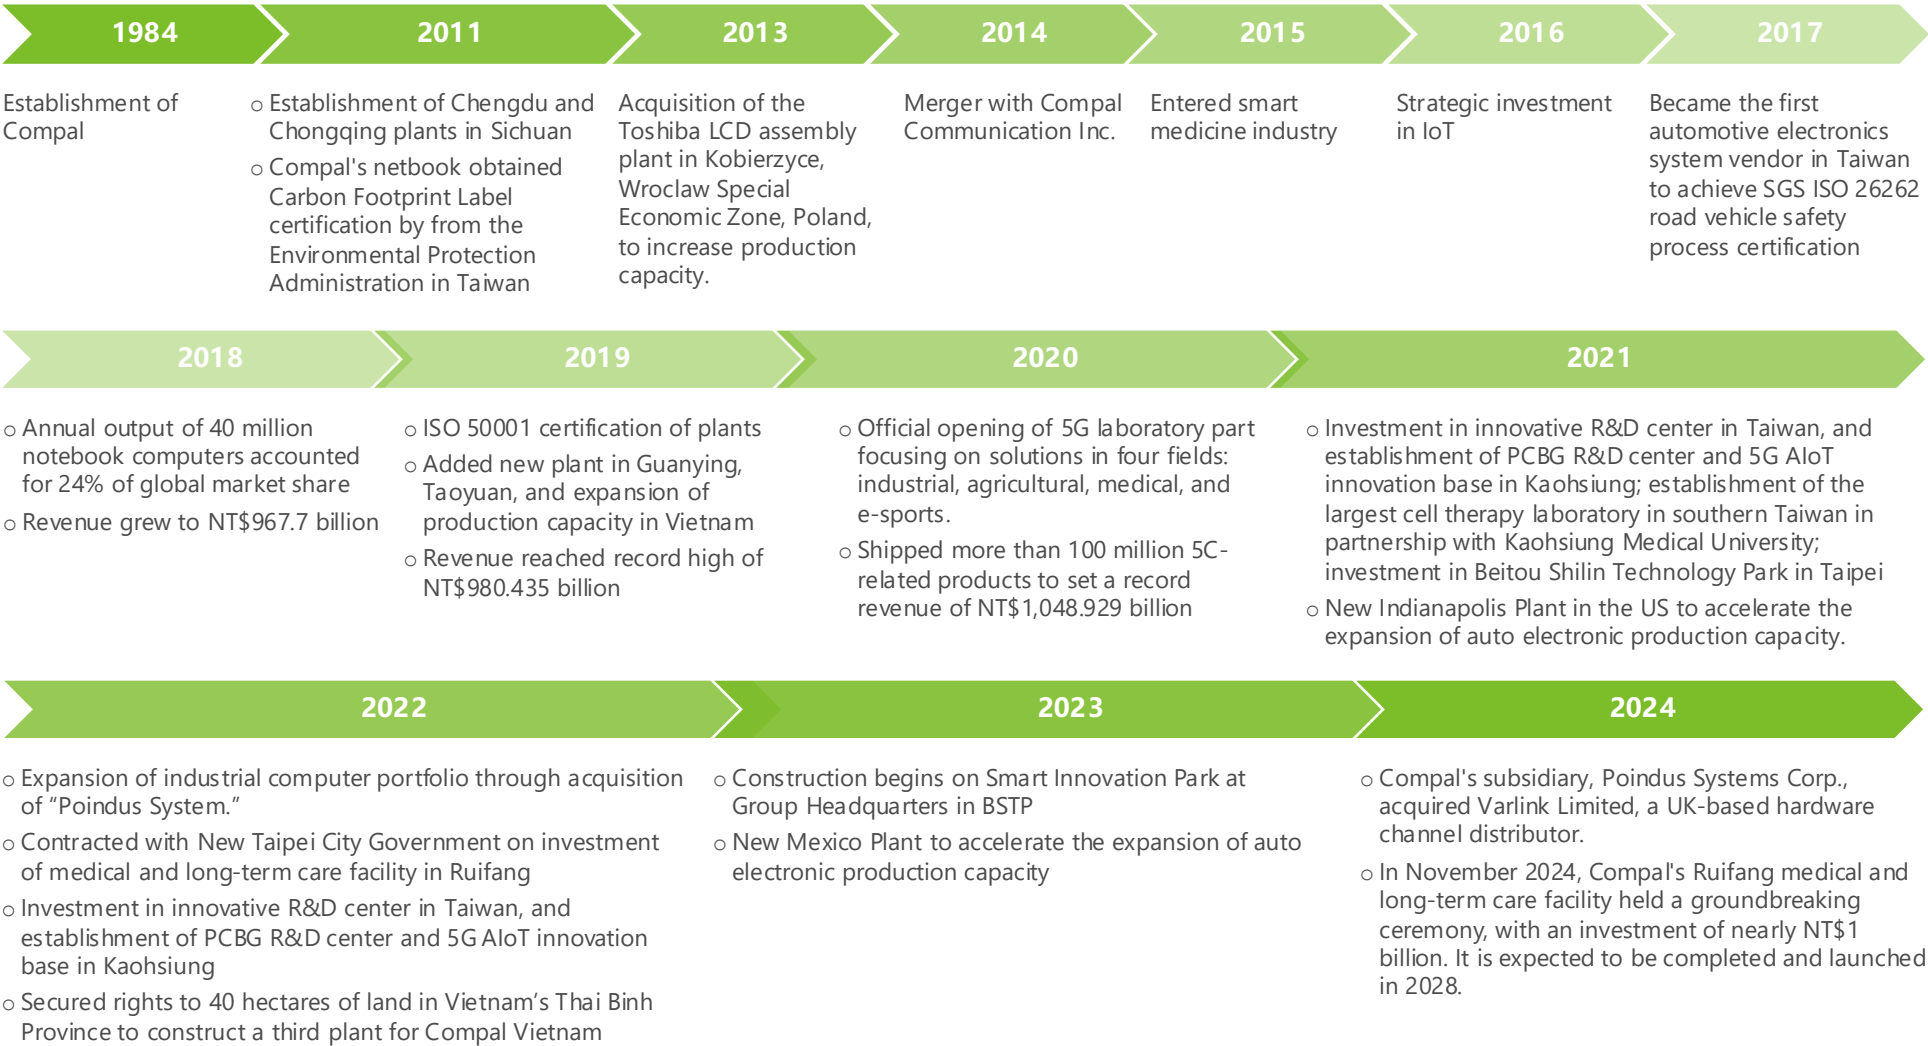 1984
2011
2013
2014
2015
2016
2017
Establishment of
Compal
○ Establishment of Chengdu and
Chongqing plants in Sichuan
○ Compal's netbook obtained
Carbon Footprint Label
certification by from the
Environmental Protection
Administration in Taiwan
Acquisition of the
Toshiba LCD assembly
plant in Kobierzyce,
Wroclaw Special
Economic Zone, Poland,
to increase production
capacity.
Merger with Compal
Communication Inc.
Entered smart
medicine industry
Strategic investment
in IoT
Became the first
automotive electronics
system vendor in Taiwan
to achieve SGS ISO 26262
road vehicle safety
process certification
2018
2019
2020
2021
○ Annual output of 40 million
notebook computers accounted
for 24% of global market share
○ Revenue grew to NT$967.7 billion
○ ISO 50001 certification of plants
○ Added new plant in Guanying,
Taoyuan, and expansion of
production capacity in Vietnam
○ Revenue reached record high of
NT$980.435 billion
○ Official opening of 5G laboratory part
focusing on solutions in four fields:
industrial, agricultural, medical, and
e-sports.
○ Shipped more than 100 million 5C-
related products to set a record
revenue of NT$1,048.929 billion
○ Investment in innovative R&D center in Taiwan, and
establishment of PCBG R&D center and 5G AIoT
innovation base in Kaohsiung; establishment of the
largest cell therapy laboratory in southern Taiwan in
partnership with Kaohsiung Medical University;
investment in Beitou Shilin Technology Park in Taipei
○ New Indianapolis Plant in the US to accelerate the
expansion of auto electronic production capacity.
2022
2023
2024
○ Expansion of industrial computer portfolio through acquisition
of “Poindus System.”
○ Contracted with New Taipei City Government on investment
of medical and long-term care facility in Ruifang
○ Investment in innovative R&D center in Taiwan, and
establishment of PCBG R&D center and 5G AIoT innovation
base in Kaohsiung
○ Secured rights to 40 hectares of land in Vietnam’s Thai Binh
Province to construct a third plant for Compal Vietnam
○ Construction begins on Smart Innovation Park at
Group Headquarters in BSTP
○ New Mexico Plant to accelerate the expansion of auto
electronic production capacity
○ Compal's subsidiary, Poindus Systems Corp.,
acquired Varlink Limited, a UK-based hardware
channel distributor.
○ In November 2024, Compal's Ruifang medical and
long-term care facility held a groundbreaking
ceremony, with an investment of nearly NT$1
billion. It is expected to be completed and launched
in 2028.